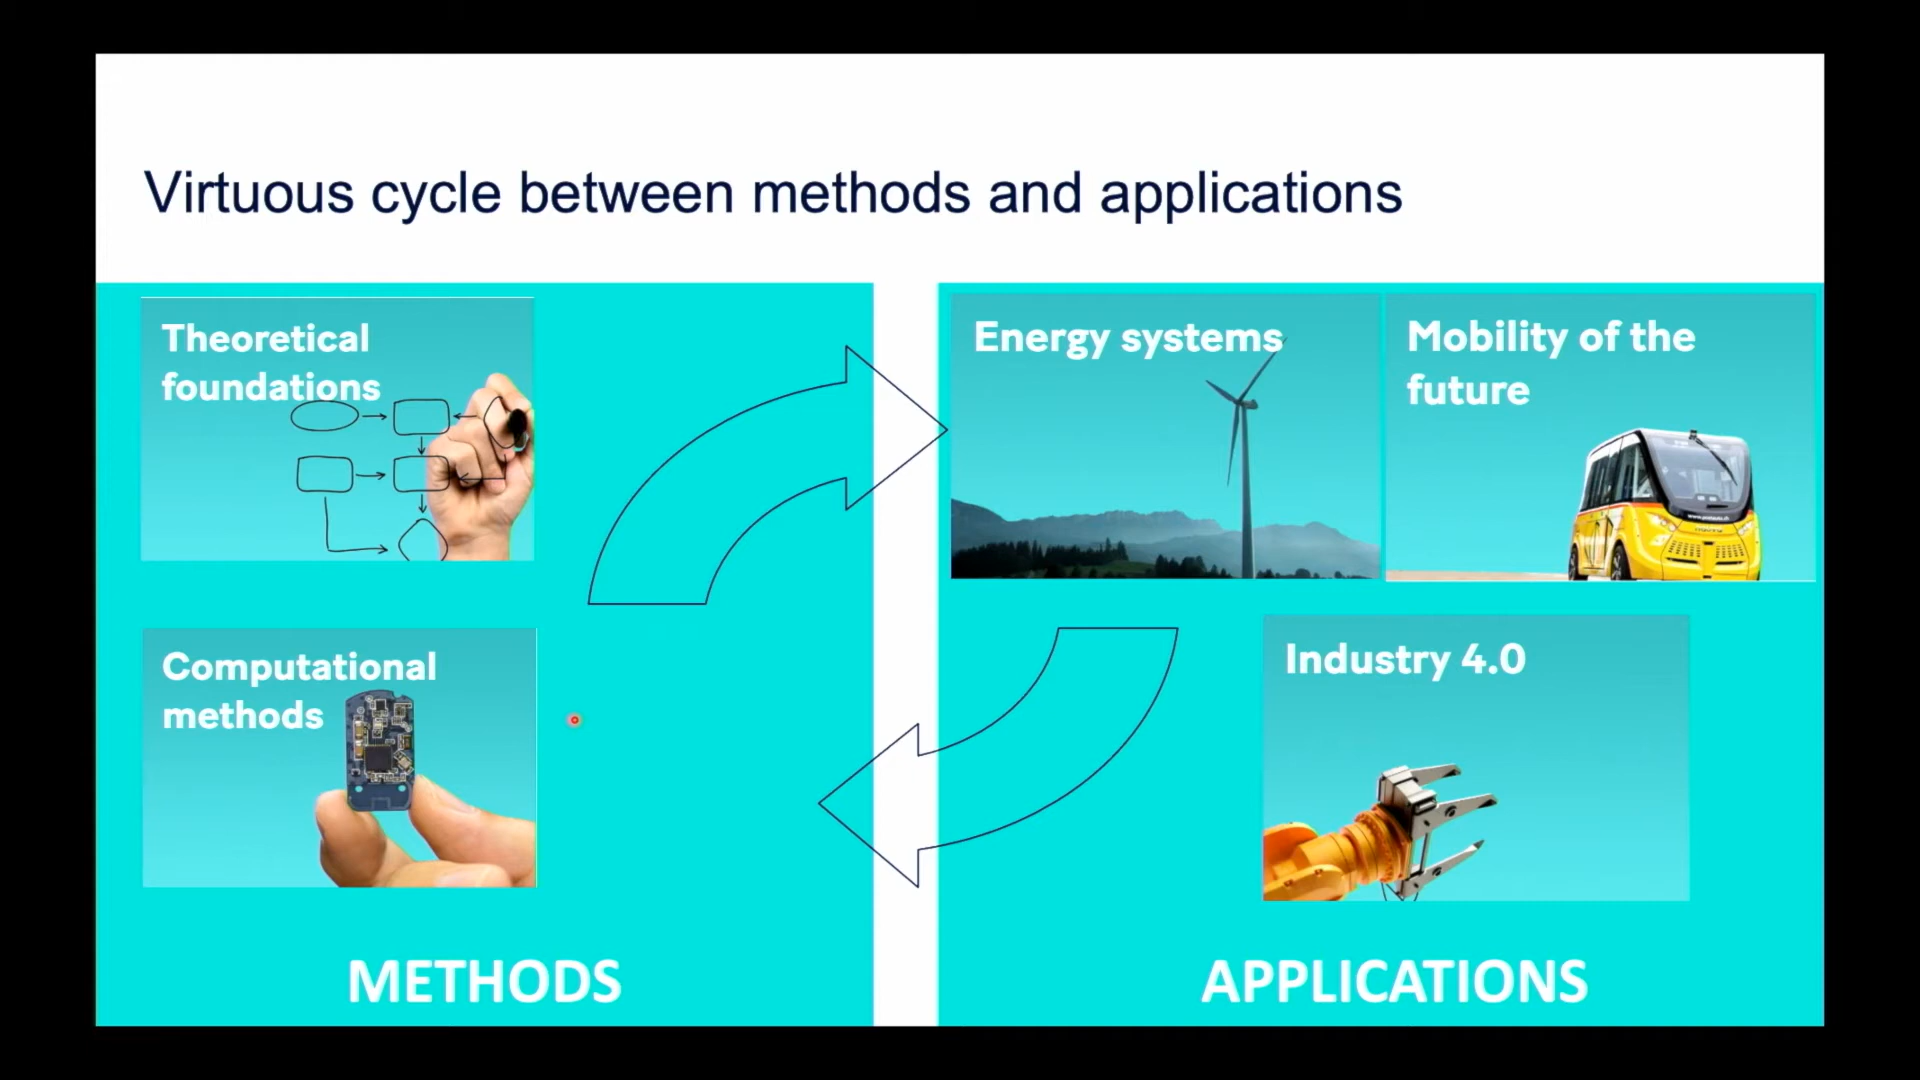 Virtuous cycle between methods and applications
Theoretical
foundations
Computational
methods
METHODS
Energy systems
Mobility of the
future
Industry 4.0
APPLICATIONS